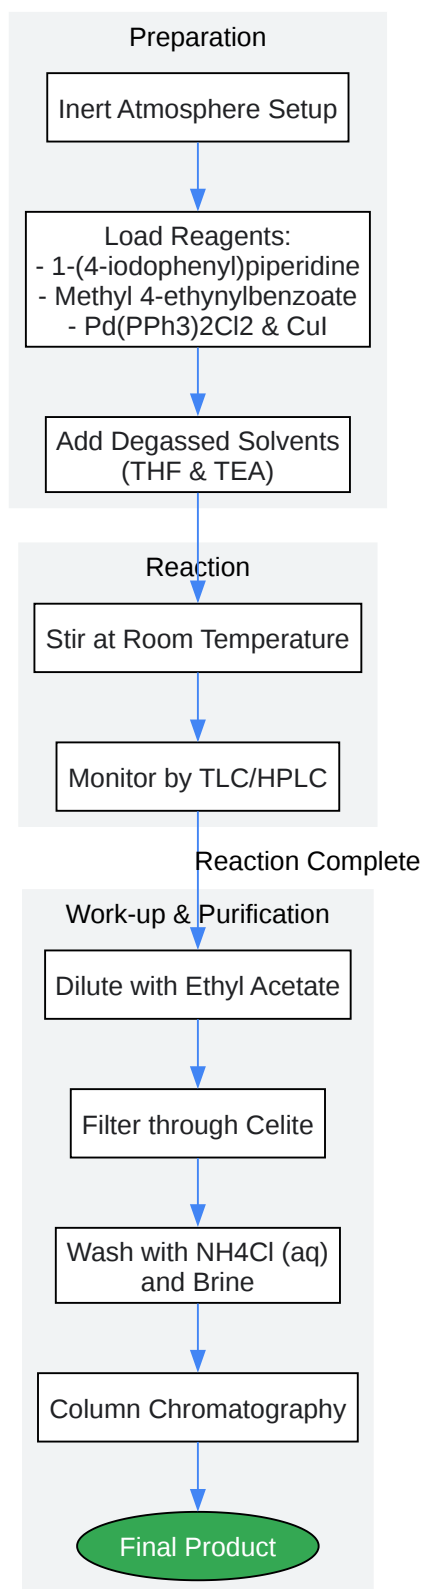 Preparation
Inert Atmosphere Setup
Load Reagents:
- 1-(4-iodophenyl)piperidine
- Methyl 4-ethynylbenzoate
- Pd(PPh3)2Cl2 & CuI
Add Degassed Solvents
(THF & TEA)
Reaction
Stir at Room Temperature
Monitor by TLC/HPLC
Reaction Complete
Work-up & Purification
Dilute with Ethyl Acetate
Filter through Celite
Wash with NH4Cl (aq)
and Brine
Column Chromatography
Final Product